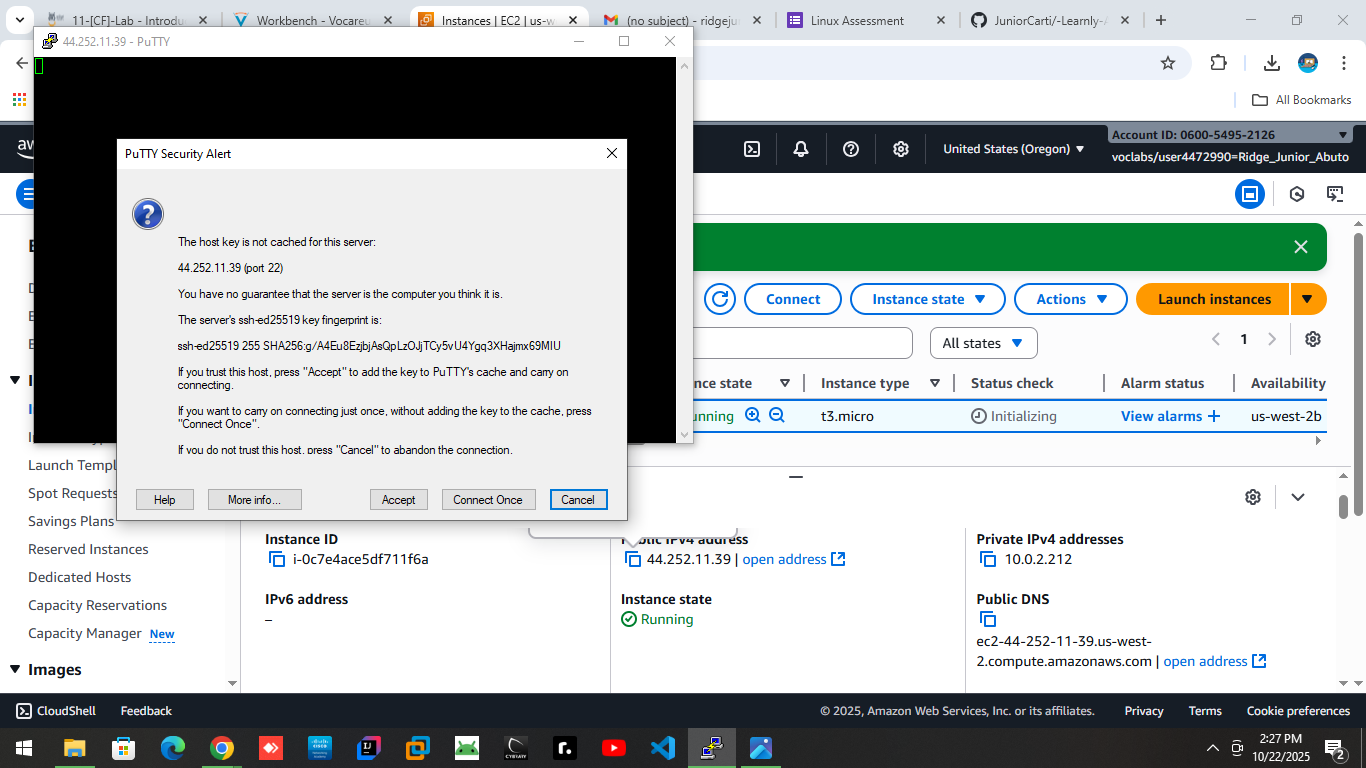 11-[CF]-Lab - Introdu
Workbench - Vocareu
Instances | EC2 | us-w
(no subject) - ridgejun
Linux Assessment
JuniorCarti/-Learnly-A
44.252.11.39 - PuTTY
All Bookmarks
aws
United States (Oregon)
Account ID: 0600-5495-2126
voclabs/user4472990=Ridge_Junior_Abuto
PuTTY Security Alert
The host key is not cached for this server:
44.252.11.39 (port 22)
You have no guarantee that the server is the computer you think it is.
The server's ssh-ed25519 key fingerprint is:
ssh-ed25519 255 SHA256:g/A4Eu8EzjbjAsQpLzOJjTCy5vU4Ygq3XHajmx69MIU
If you trust this host, press "Accept" to add the key to PuTTY's cache and carry on
connecting.
If you want to carry on connecting just once, without adding the key to the cache, press
"Connect Once".
If you do not trust this host, press "Cancel" to abandon the connection.
Help
More info...
Accept
Connect Once
Cancel
Connect
Instance state
Actions
Launch instances
All states
1
nce state
Instance type
Status check
Alarm status
Availability
unning
t3.micro
Initializing
View alarms +
us-west-2b
Launch Templ
Spot Requests
Savings Plans
Reserved Instances
Dedicated Hosts
Capacity Reservations
Capacity Manager New
Images
Instance ID
i-0c7e4ace5df711f6a
IPv6 address
–
Public IPv4 address
44.252.11.39 | open address
Instance state
Running
Private IPv4 addresses
10.0.2.212
Public DNS
ec2-44-252-11-39.us-west-
2.compute.amazonaws.com | open address
CloudShell
Feedback
© 2025, Amazon Web Services, Inc. or its affiliates.
Privacy
Terms
Cookie preferences
2:27 PM
10/22/2025
2